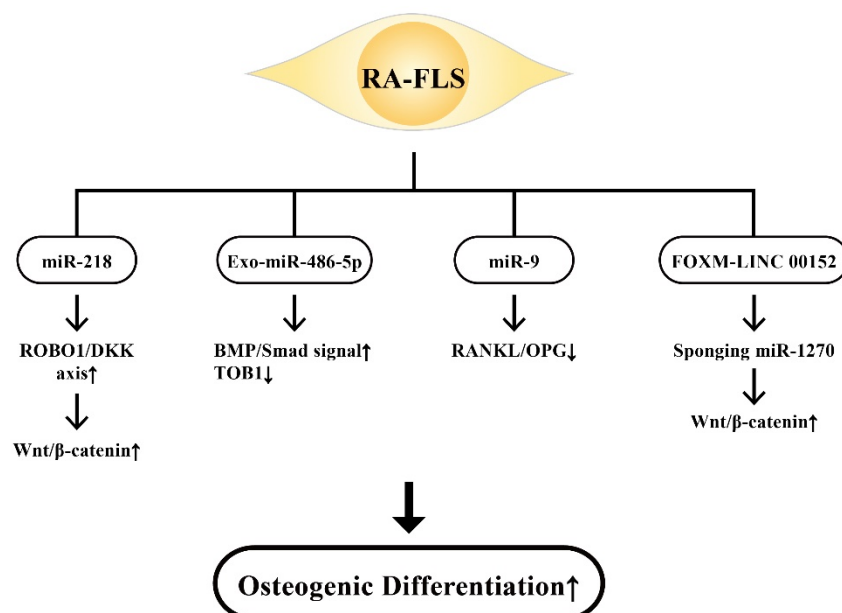 RA-FLS
miR-218
Exo-miR-486-5p
miR-9
FOXM-LINC 00152
ROBO1/DKK
axis↑
BMP/Smad signal↑
TOB1↓
RANKL/OPG↓
Sponging miR-1270
Wnt/β-catenin↑
Wnt/β-catenin↑
Osteogenic Differentiation↑